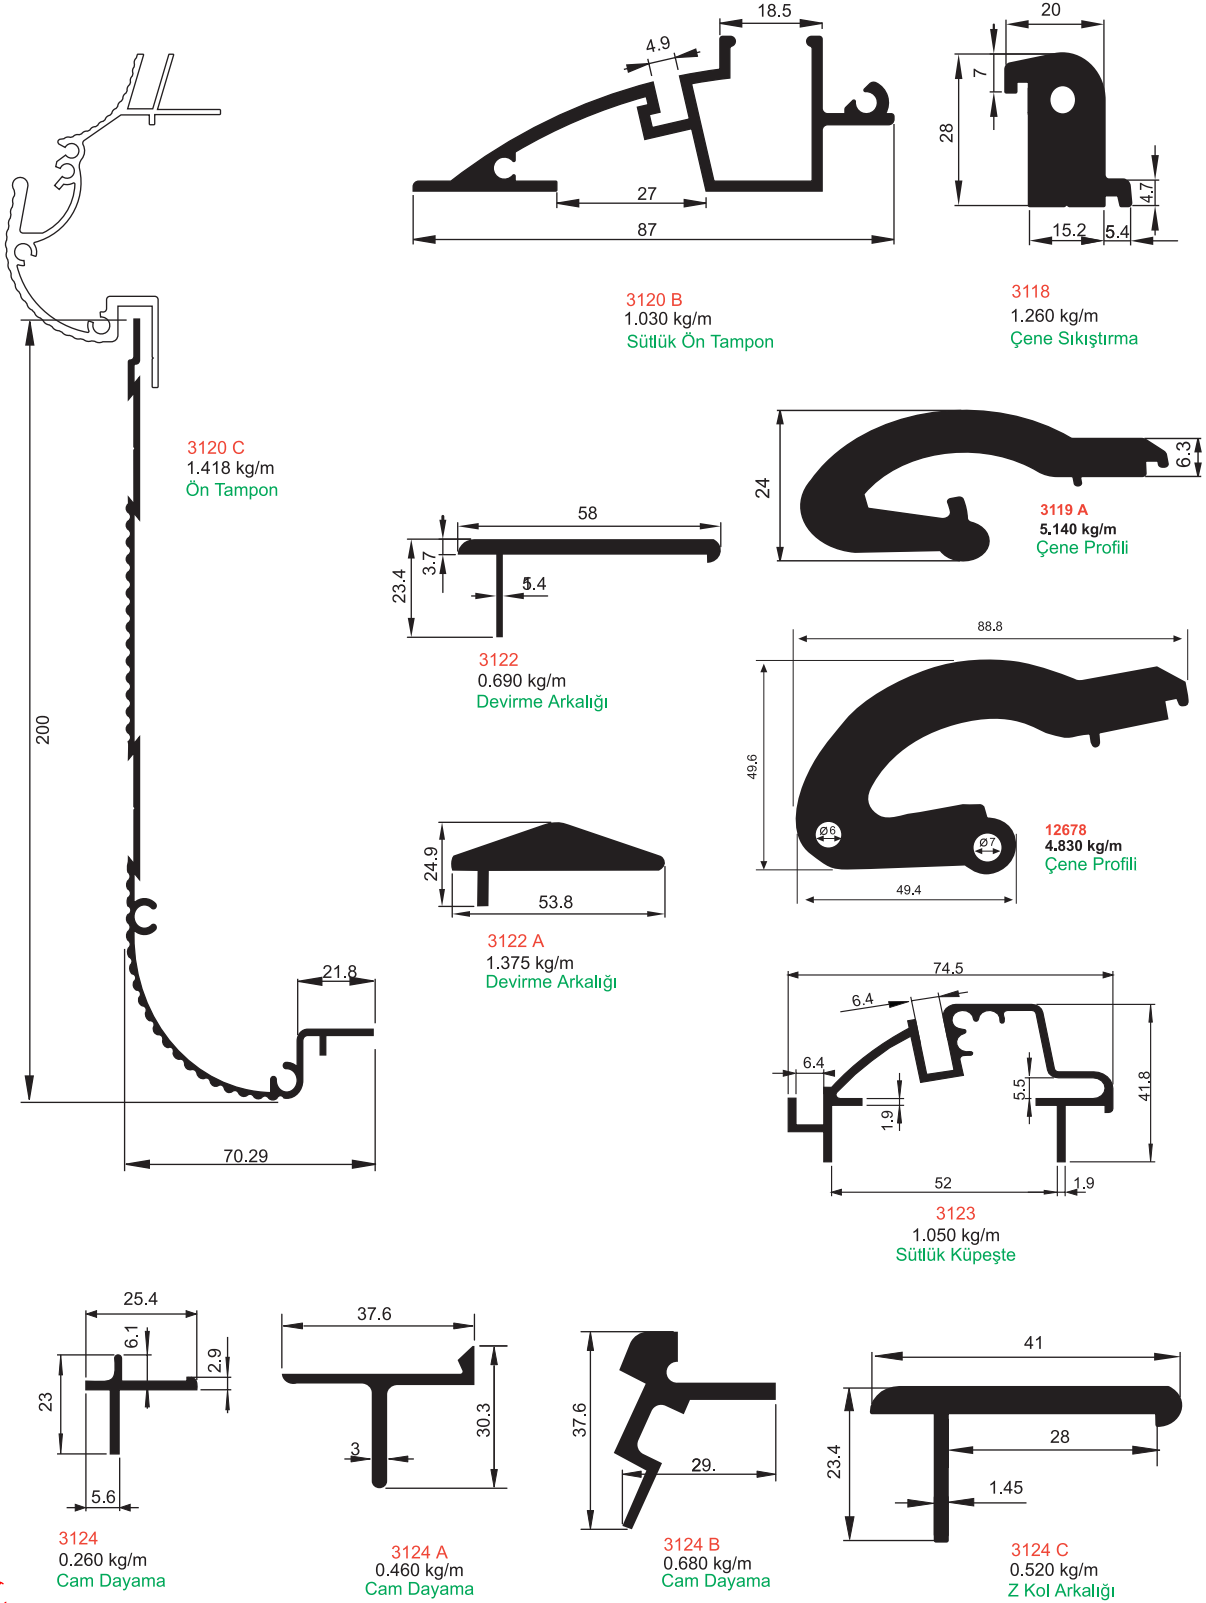 18.5
4.9
27
87
3120 B
1.030 kg/m
Sütlük Ön Tampon
20
7
28
4.7
15.2
5.4
3118
1.260 kg/m
Çene Sıkıştırma
200
3120 C
1.418 kg/m
Ön Tampon
21.8
70.29
58
3.7
23.4
3122
0.690 kg/m
Devirme Arkalığı
24
6.3
3119 A
5.140 kg/m
Çene Profili
88.8
49.6
Ø6
Ø7
49.4
12678
4.830 kg/m
Çene Profili
24.9
53.8
3122 A
1.375 kg/m
Devirme Arkalığı
74.5
6.4
6.4
1.9
5.5
41.8
52
1.9
3123
1.050 kg/m
Sütlük Küpeşte
25.4
6.1
2.9
23
5.6
3124
0.260 kg/m
Cam Dayama
37.6
3
30.3
3124 A
0.460 kg/m
Cam Dayama
37.6
29.
3124 B
0.680 kg/m
Cam Dayama
41
23.4
28
1.45
3124 C
0.520 kg/m
Z Kol Arkalığı